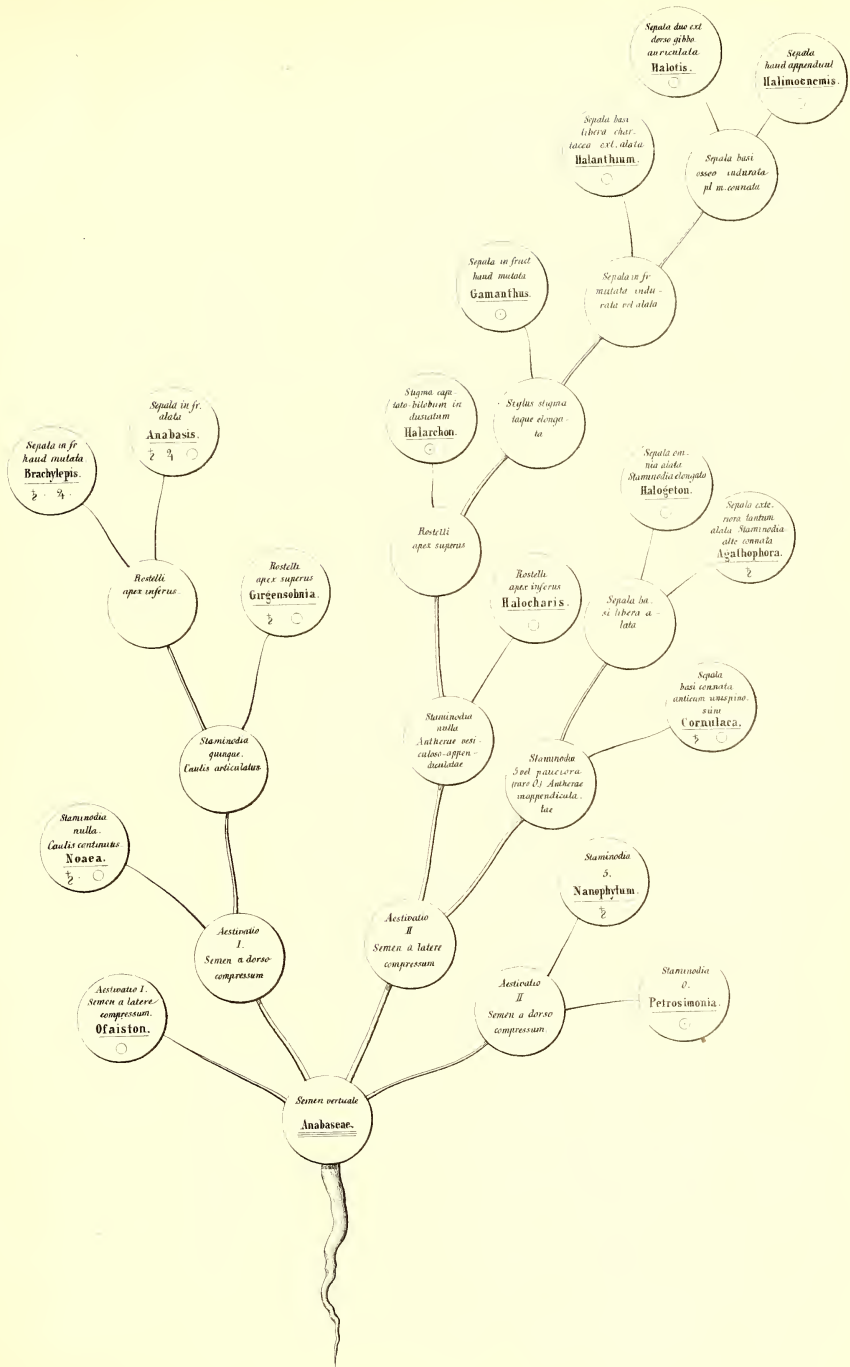 Sepala duo ext.
dorso gibbo.
auriculata
Halotis.
Sepala
haud appendicul
Halimocnemis.
Sepala basi
libera char-
tacea ext. alata
Halanthium.
Sepala basi
osseo indurata
pl m. connata
Sepala in fruct
haud mutata
Gamanthus.
Sepala in fr
mutata indu-
rata vel alata
Sepala in fr.
alata
Anabasis.
♄ ♃ ○
Stigma capi-
tato-bilobum in
dusiatum
Halarchon.
Stylus stigma
taque elonga-
ta
Sepala in fr
haud mutata
Brachylepis.
♄ . ♃ .
Sepala om-
nia alata
Staminodia elongata
Halogeton.
Sepala exte-
riora tantum
alata Staminodia
alte connata
Agathophora.
♄
Rostelli
apex inferus
Rostelli
apex superus
Girgensohnia.
♄ ○
Rostelli
apex superus
Rostelli
apex inferus
Halocharis.
Sepala ba-
si libera a-
lata
Sepala
basi connata
anticum unispino-
sum
Cornulaca.
♄ ○
Staminodia
quinque.
Caulis articulatus.
Staminodia
nulla
Antherae vesi-
culoso-appen-
diculatae
Staminodia
5 vel pauciora
(raro 0.) Antherae
inappendicula-
tae
Staminodia
nulla.
Caulis continuus.
Noaea.
♄ . ○
Staminodia
5.
Nanophytum.
♄
Aestivatio
I.
Semen a dorso
compressum
Aestivatio
II
Semen a latere
compressum
Aestivatio I.
Semen a latere
compressum.
Ofaiston.
○
Aestivatio
II
Semen a dorso
compressum.
Staminodia
0.
Petrosimonia.
☉
Semen verticale
Anabaseae.